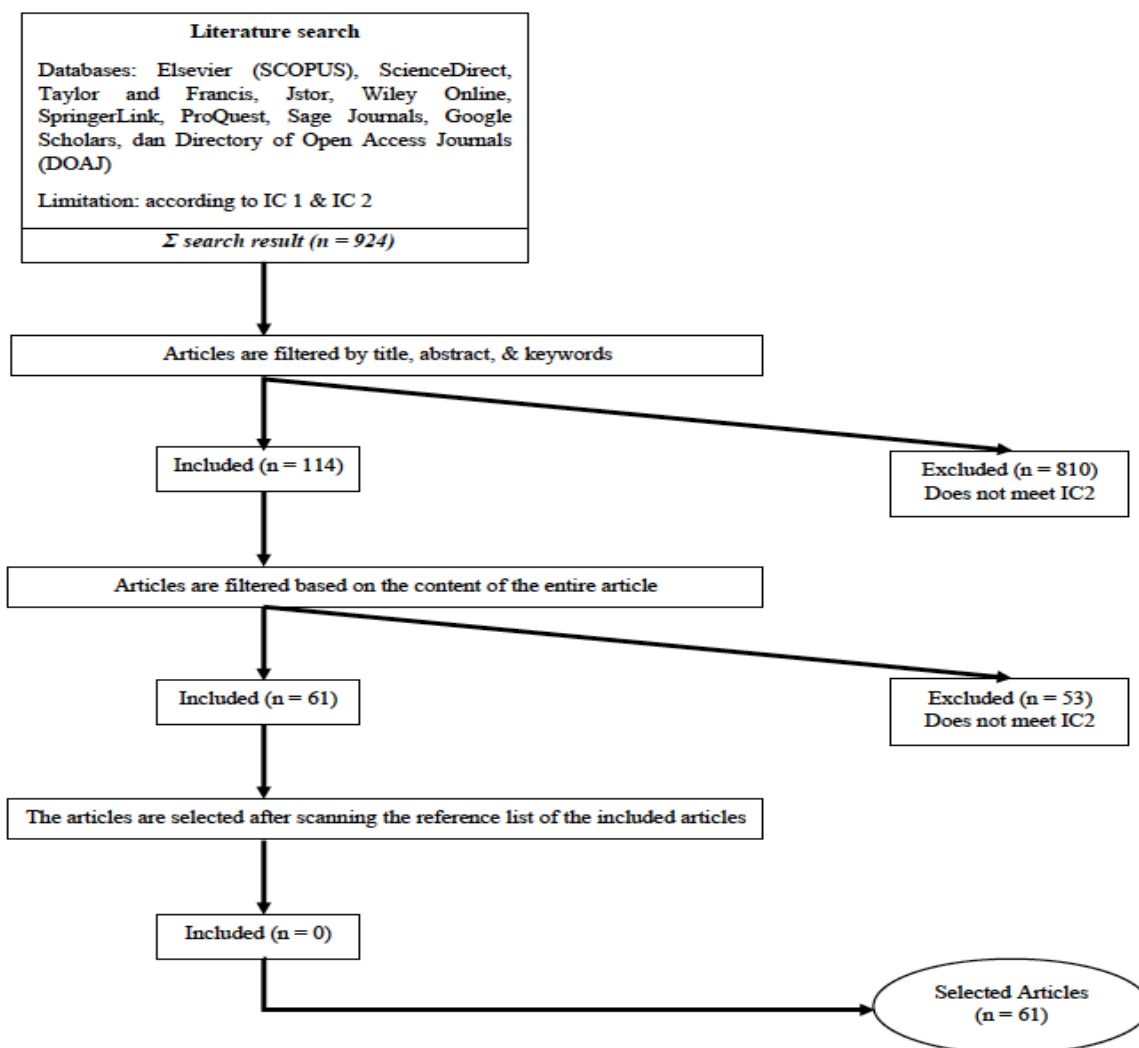 Literature search
Databases: Elsevier (SCOPUS), ScienceDirect,
Taylor and Francis, Jstor, Wiley Online,
SpringerLink, ProQuest, Sage Journals, Google
Scholars, dan Directory of Open Access Journals
(DOAJ)
Limitation: according to IC 1 & IC 2
Σ search result (n = 924)
Articles are filtered by title, abstract, & keywords
Included (n = 114)
Excluded (n = 810)
Does not meet IC2
Articles are filtered based on the content of the entire article
Included (n = 61)
Excluded (n = 53)
Does not meet IC2
The articles are selected after scanning the reference list of the included articles
Included (n = 0)
Selected Articles
(n = 61)